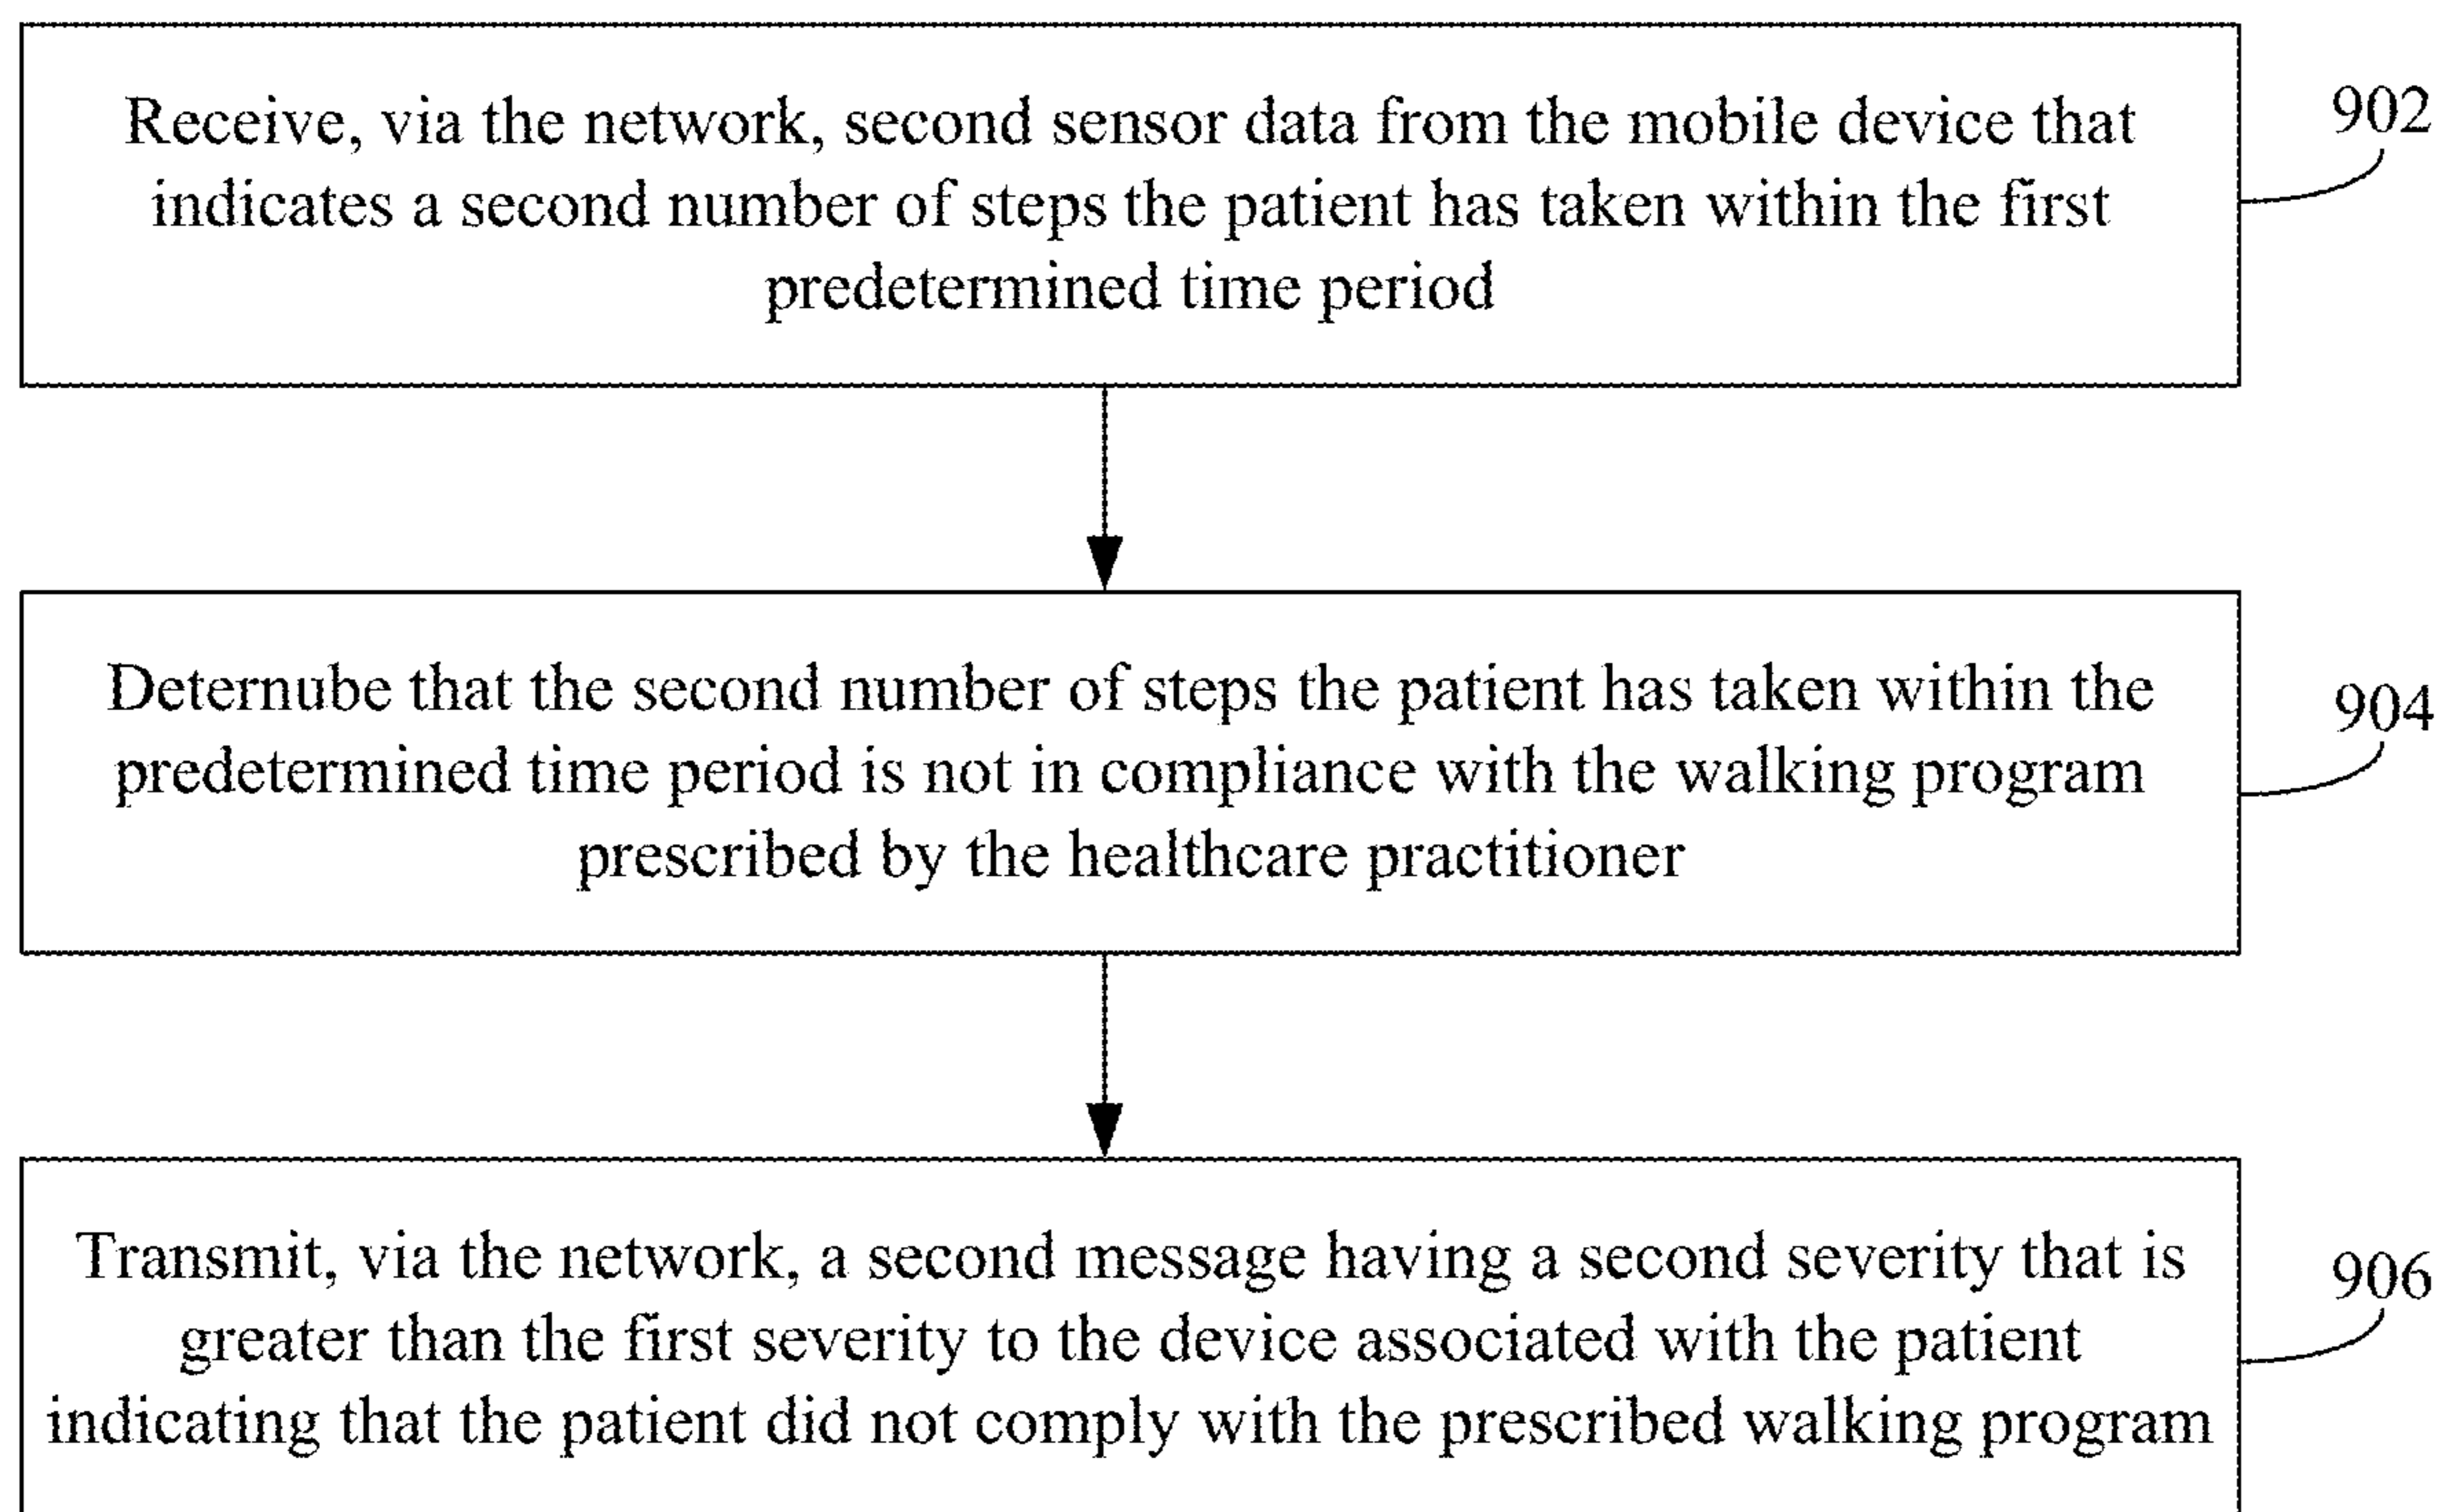 Receive, via the network, second sensor data from the mobile device that
indicates a second number of steps the patient has taken within the first
predetermined time period
902
Deternube that the second number of steps the patient has taken within the
predetermined time period is not in compliance with the walking program
prescribed by the healthcare practitioner
904
Transmit, via the network, a second message having a second severity that is
greater than the first severity to the device associated with the patient
indicating that the patient did not comply with the prescribed walking program
906